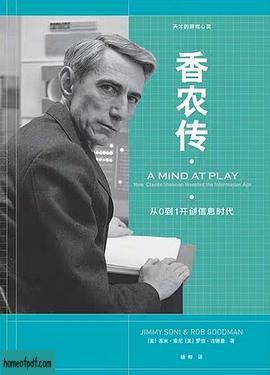 天才的游戏心灵
香农传
A MIND AT PLAY
How Claude Shannon Invented the Information Age
从0到1开创信息时代
JIMMY SONI & ROB GOODMAN
[美] 吉米·索尼 [美] 罗伯·古德曼 著
杨晔 译
homeofpdf.com